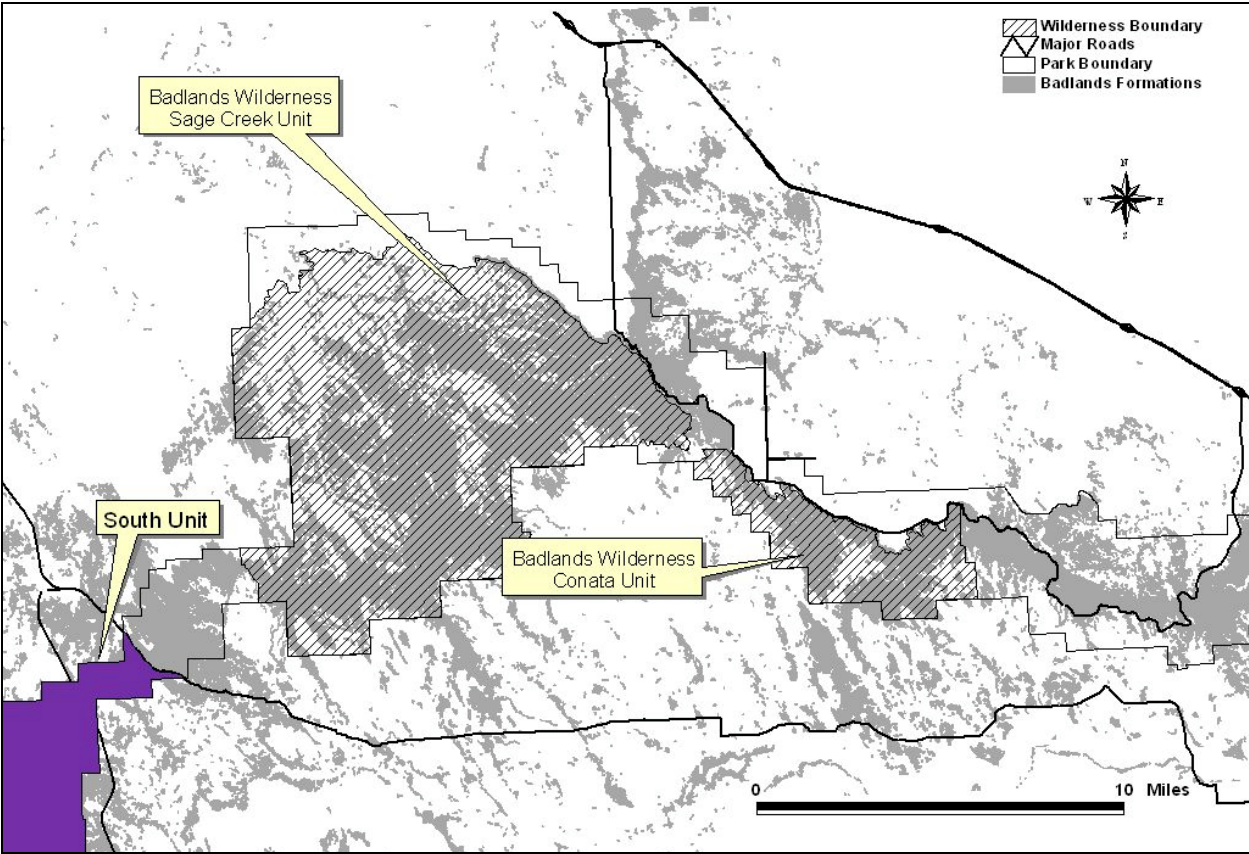 Wilderness Boundary
Major Roads
Park Boundary
Badlands Formations
Badlands Wilderness
Sage Creek Unit
N
W E
S
South Unit
Badlands Wilderness
Conata Unit
0 10 Miles